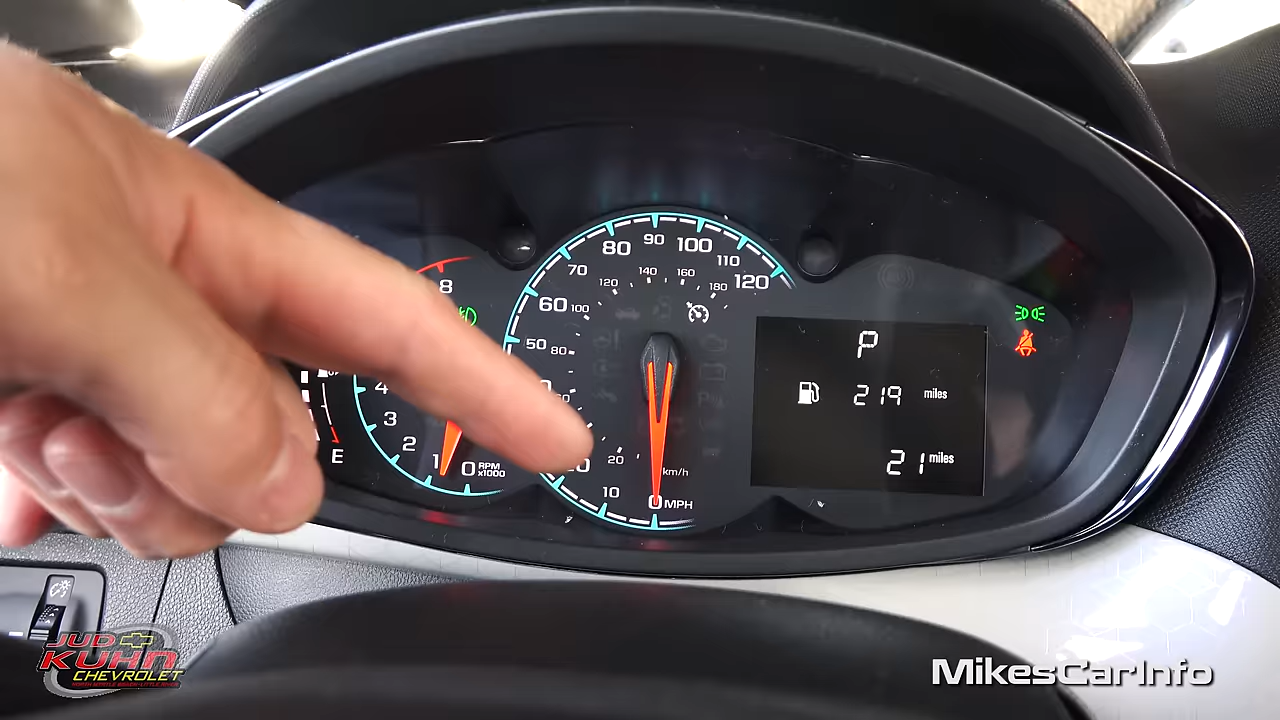 80
90
100
70
110
60
120
120
140
160
180
100
50
80
8
4
3
2
1
0
RPM
x1000
E
20
10
km/h
0 MPH
P
219 miles
21 miles
JUD
KUHN
CHEVROLET
MikesCarInfo